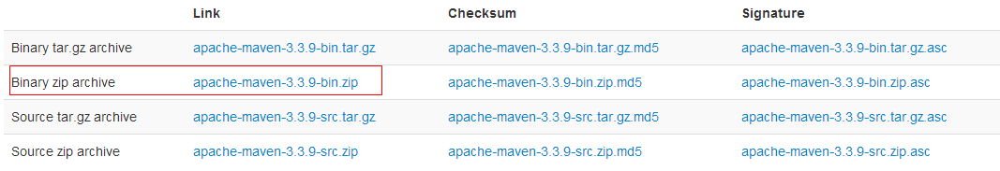 Link Checksum Signature
Binary tar.gz archive apache-maven-3.3.9-bin.tar.gz apache-maven-3.3.9-bin.tar.gz.md5 apache-maven-3.3.9-bin.tar.gz.asc
Binary zip archive apache-maven-3.3.9-bin.zip apache-maven-3.3.9-bin.zip.md5 apache-maven-3.3.9-bin.zip.asc
Source tar.gz archive apache-maven-3.3.9-src.tar.gz apache-maven-3.3.9-src.tar.gz.md5 apache-maven-3.3.9-src.tar.gz.asc
Source zip archive apache-maven-3.3.9-src.zip apache-maven-3.3.9-src.zip.md5 apache-maven-3.3.9-src.zip.asc